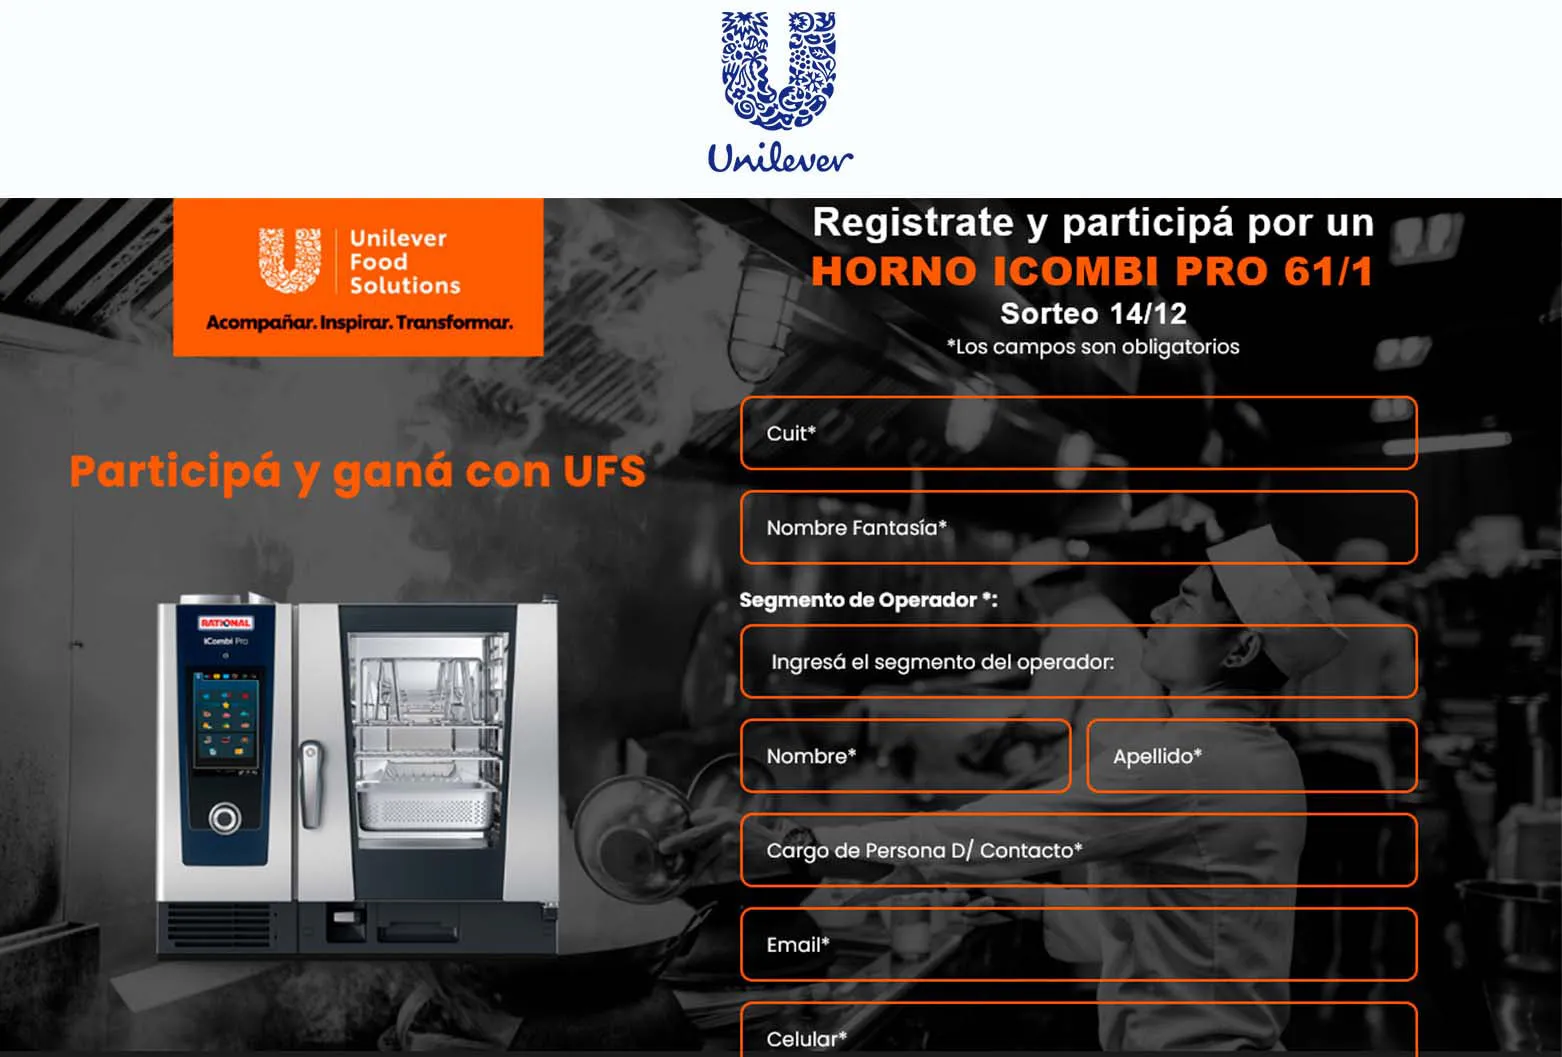 Unilever
Unilever
Food
Solutions
Acompañar. Inspirar. Transformar.
Participá y ganá con UFS
RATIONAL
iCombi Pro
Registrate y participá por un
HORNO ICOMBI PRO 61/1
Sorteo 14/12
*Los campos son obligatorios
Cuit*
Nombre Fantasía*
Segmento de Operador *:
Ingresá el segmento del operador:
Nombre*
Apellido*
Cargo de Persona D/ Contacto*
Email*
Celular*